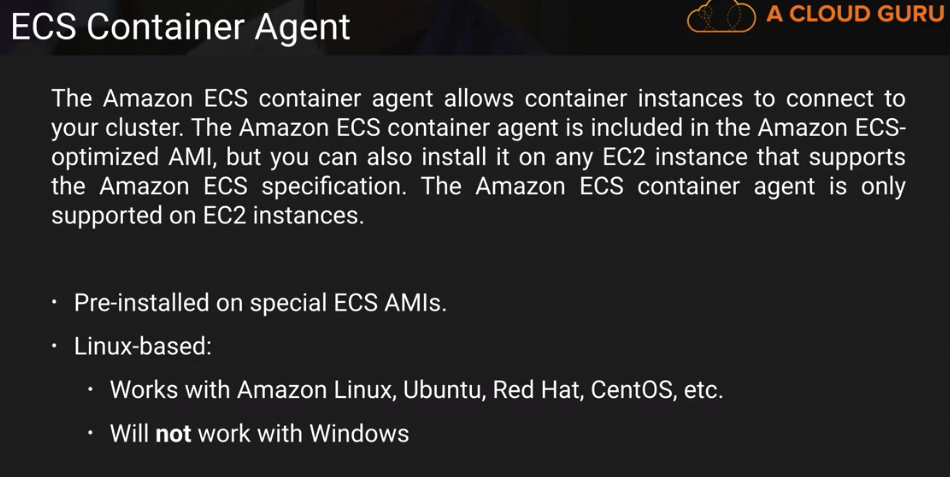 ECS Container Agent
A CLOUD GURU
The Amazon ECS container agent allows container instances to connect to
your cluster. The Amazon ECS container agent is included in the Amazon ECS-
optimized AMI, but you can also install it on any EC2 instance that supports
the Amazon ECS specification. The Amazon ECS container agent is only
supported on EC2 instances.
• Pre-installed on special ECS AMIs.
• Linux-based:
• Works with Amazon Linux, Ubuntu, Red Hat, CentOS, etc.
• Will not work with Windows